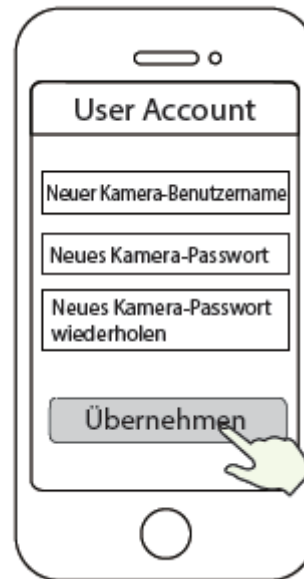 User Account
Neuer Kamera-Benutzername
Neues Kamera-Passwort
Neues Kamera-Passwort
wiederholen
Übernehmen